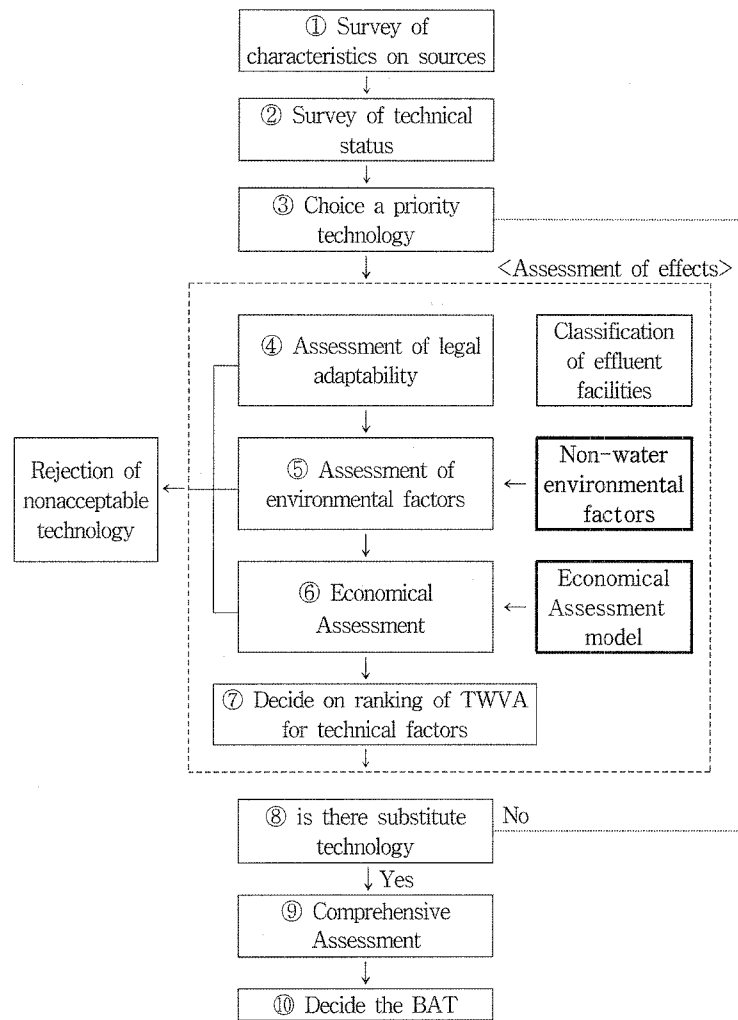 ① Survey of
characteristics on sources
② Survey of technical
status
③ Choice a priority
technology
<Assessment of effects>
④ Assessment of legal
adaptability
Classification
of effluent
facilities
Rejection of
nonacceptable
technology
⑤ Assessment of
environmental factors
Non-water
environmental
factors
⑥ Economical
Assessment
Economical
Assessment
model
⑦ Decide on ranking of TWVA
for technical factors
⑧ is there substitute
technology
No
Yes
⑨ Comprehensive
Assessment
⑩ Decide the BAT